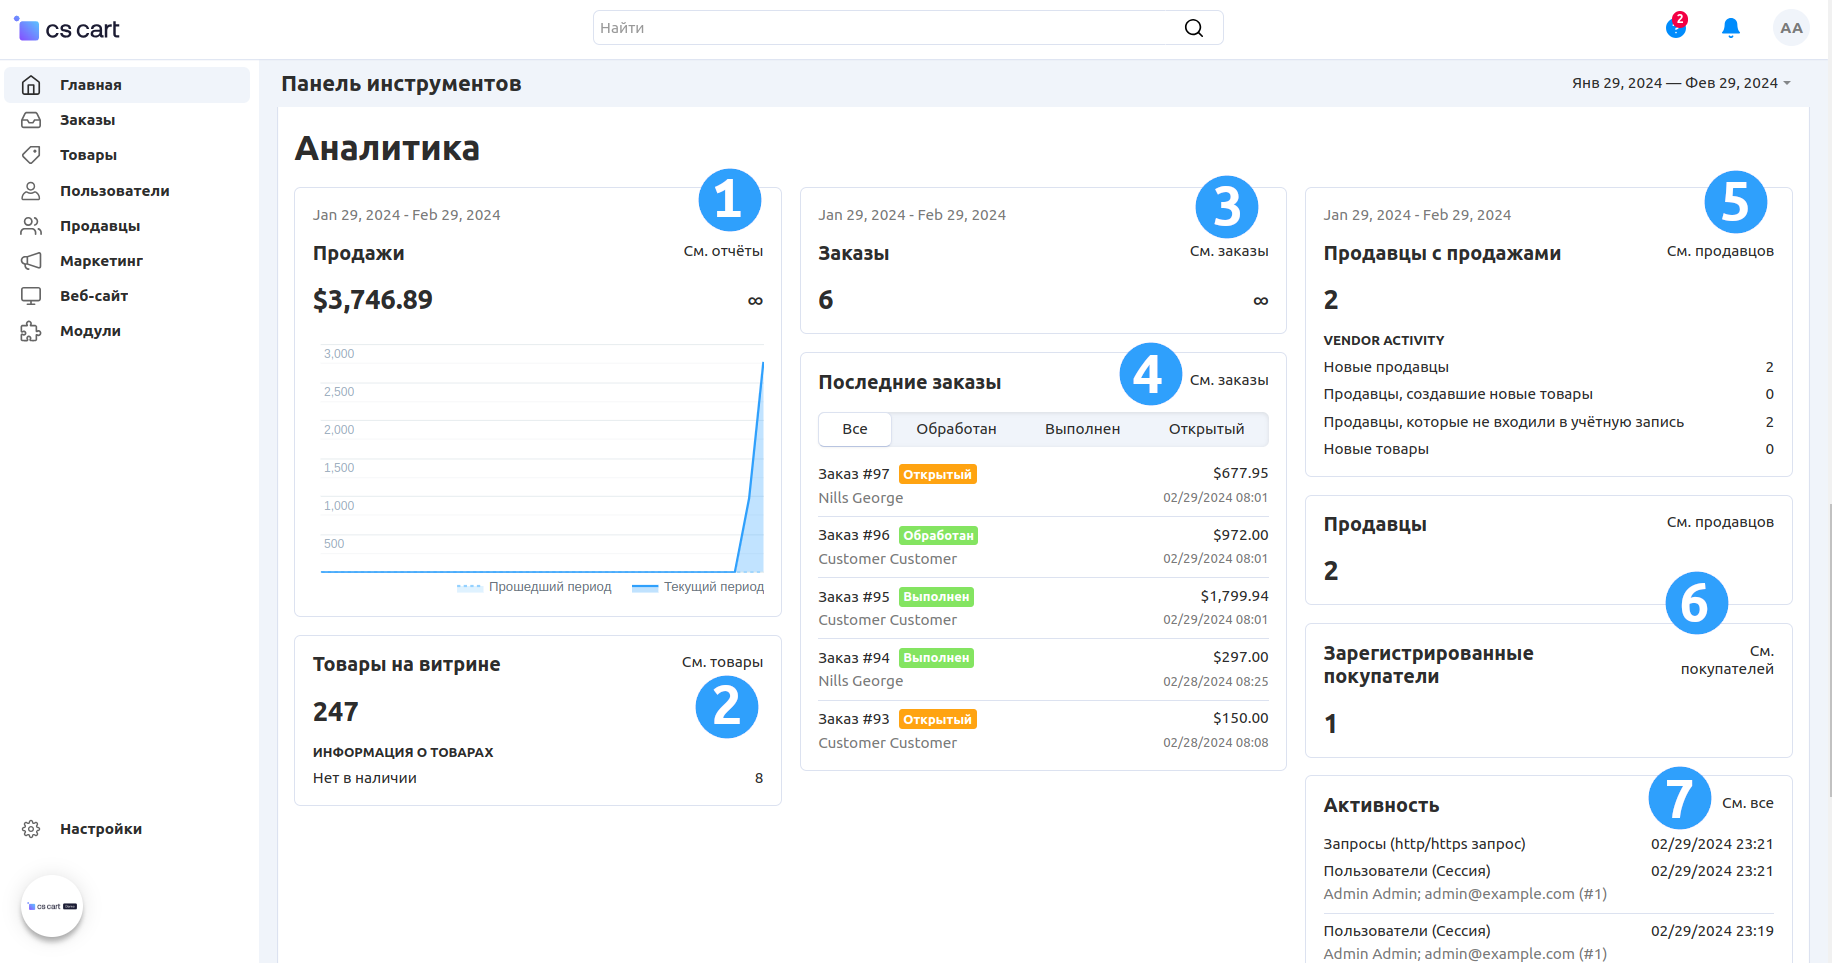 cs cart
Найти
2
?
AA
Главная
Заказы
Товары
Пользователи
Продавцы
Маркетинг
Веб-сайт
Модули
Настройки
cs cart
Панель инструментов
Янв 29, 2024 — Фев 29, 2024
Аналитика
1
Jan 29, 2024 - Feb 29, 2024
Продажи
См. отчёты
$3,746.89
∞
3,000
2,500
2,000
1,500
1,000
500
Прошедший период
Текущий период
Товары на витрине
См. товары
2
247
ИНФОРМАЦИЯ О ТОВАРАХ
Нет в наличии 8
3
Jan 29, 2024 - Feb 29, 2024
Заказы
См. заказы
6
∞
4
Последние заказы
См. заказы
Все Обработан Выполнен Открытый
Заказ #97 Открытый $677.95
Nills George 02/29/2024 08:01
Заказ #96 Обработан $972.00
Customer Customer 02/29/2024 08:01
Заказ #95 Выполнен $1,799.94
Customer Customer 02/29/2024 08:01
Заказ #94 Выполнен $297.00
Nills George 02/28/2024 08:25
Заказ #93 Открытый $150.00
Customer Customer 02/28/2024 08:08
5
Jan 29, 2024 - Feb 29, 2024
Продавцы с продажами
См. продавцов
2
VENDOR ACTIVITY
Новые продавцы 2
Продавцы, создавшие новые товары 0
Продавцы, которые не входили в учётную запись 2
Новые товары 0
Продавцы
См. продавцов
2
6
Зарегистрированные
покупатели
См.
покупателей
1
7
Активность
См. все
Запросы (http/https запрос) 02/29/2024 23:21
Пользователи (Сессия) 02/29/2024 23:21
Admin Admin; admin@example.com (#1)
Пользователи (Сессия) 02/29/2024 23:19
Admin Admin; admin@example.com (#1)